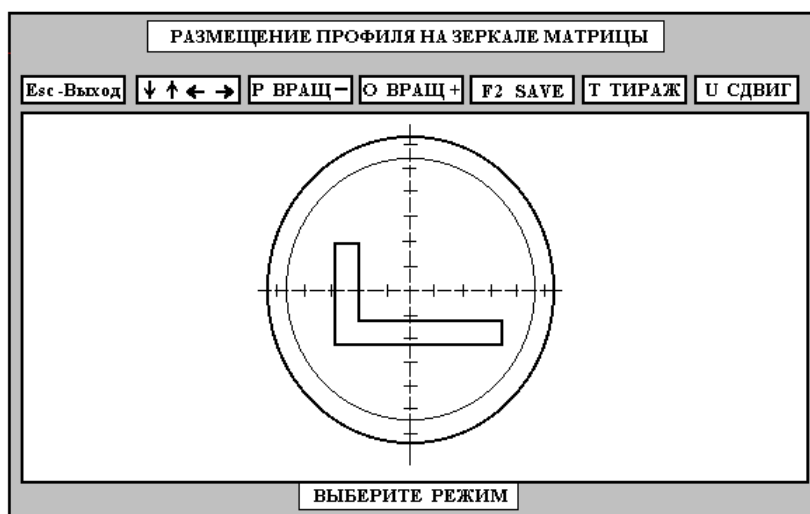 РАЗМЕЩЕНИЕ ПРОФИЛЯ НА ЗЕРКАЛЕ МАТРИЦЫ
Esc-Выход ↓ ↑ ← → P ВРАЩ− O ВРАЩ+ F2 SAVE T ТИРАЖ U СДВИГ
ВЫБЕРИТЕ РЕЖИМ